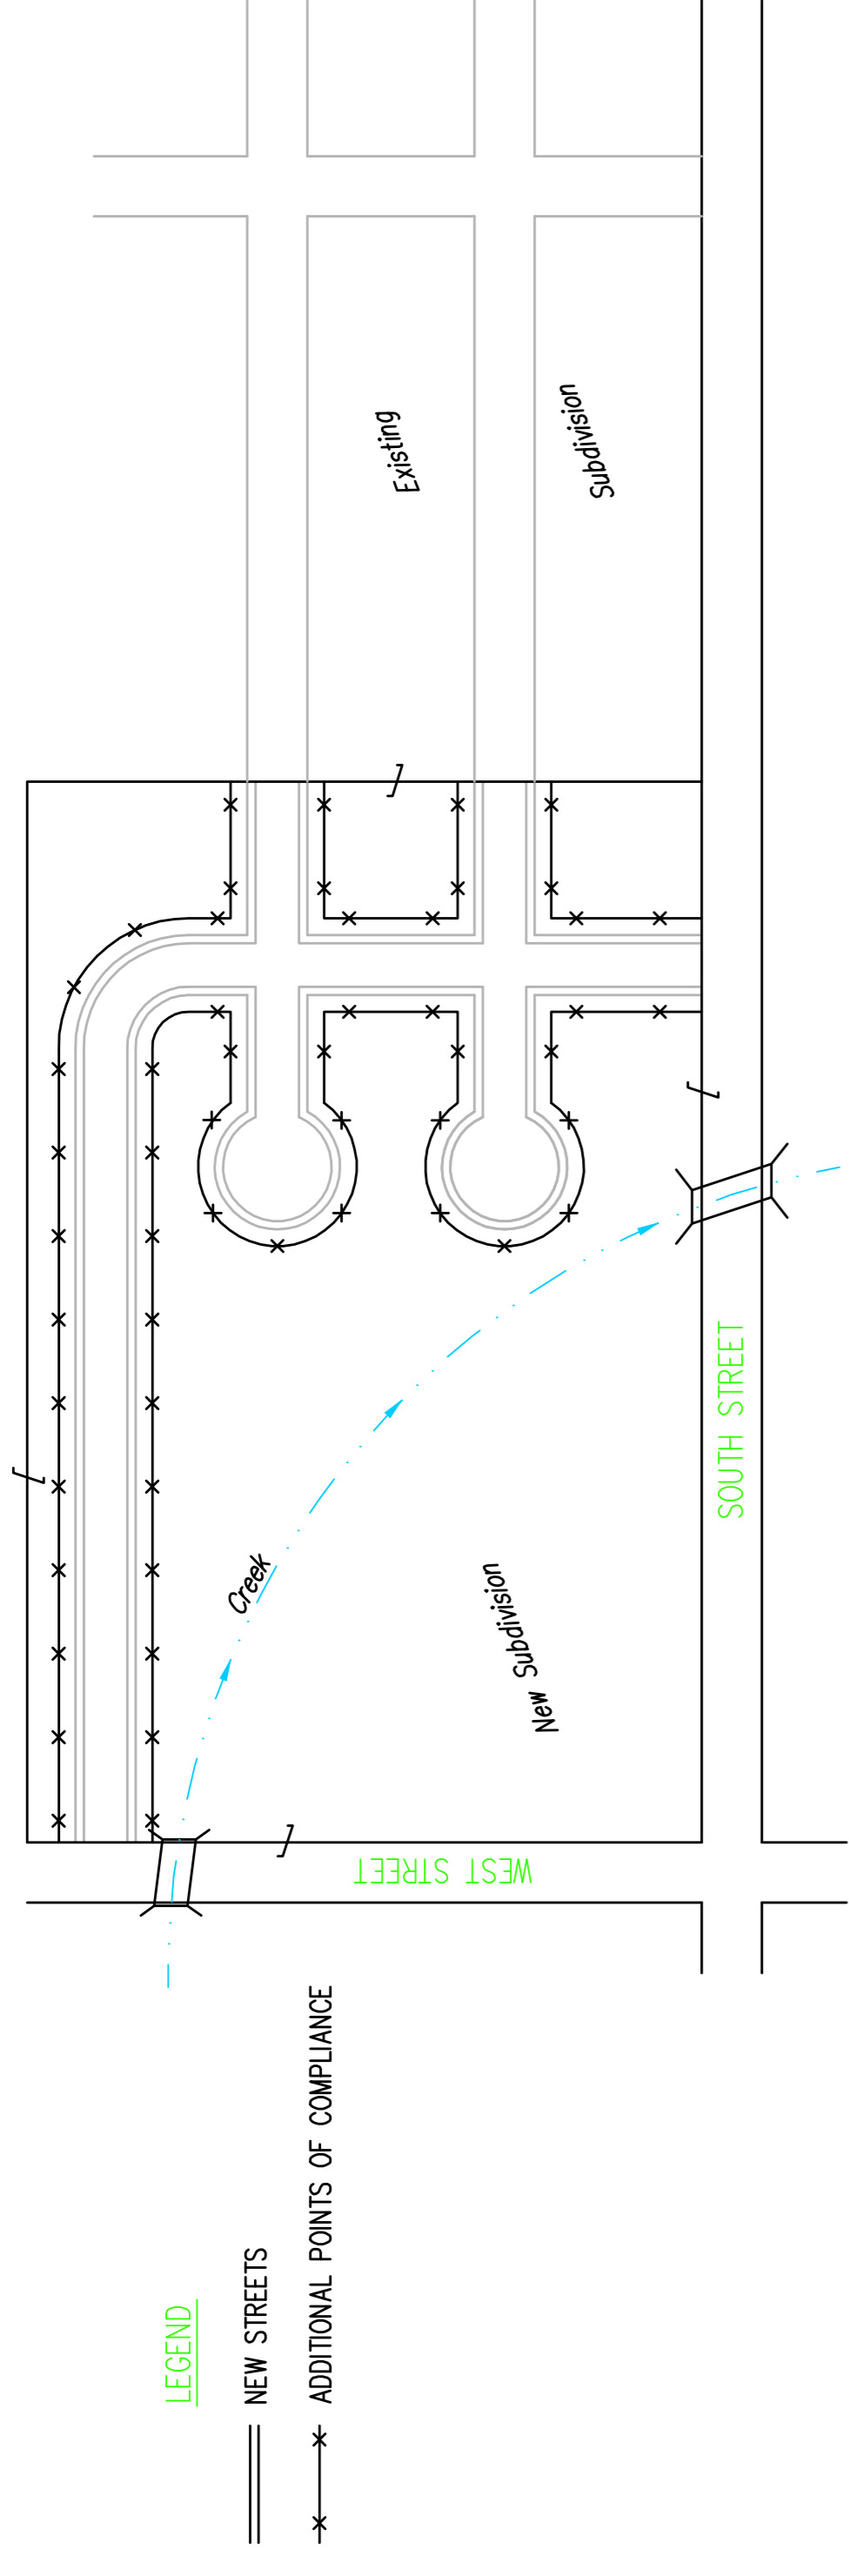 Existing
Subdivision
Creek
New Subdivision
SOUTH STREET
WEST STREET
LEGEND
NEW STREETS
ADDITIONAL POINTS OF COMPLIANCE